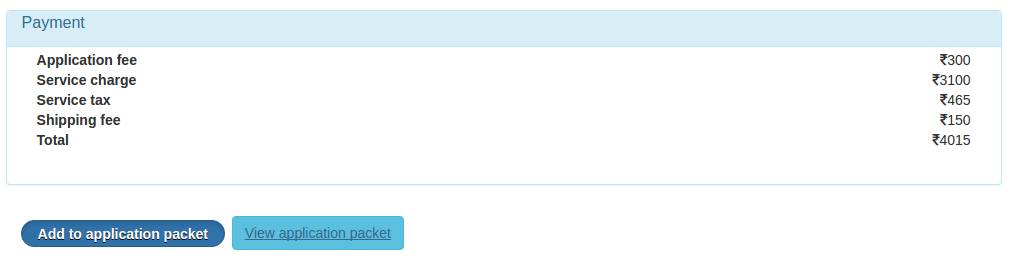 Payment
Application fee ₹300
Service charge ₹3100
Service tax ₹465
Shipping fee ₹150
Total ₹4015
Add to application packet View application packet